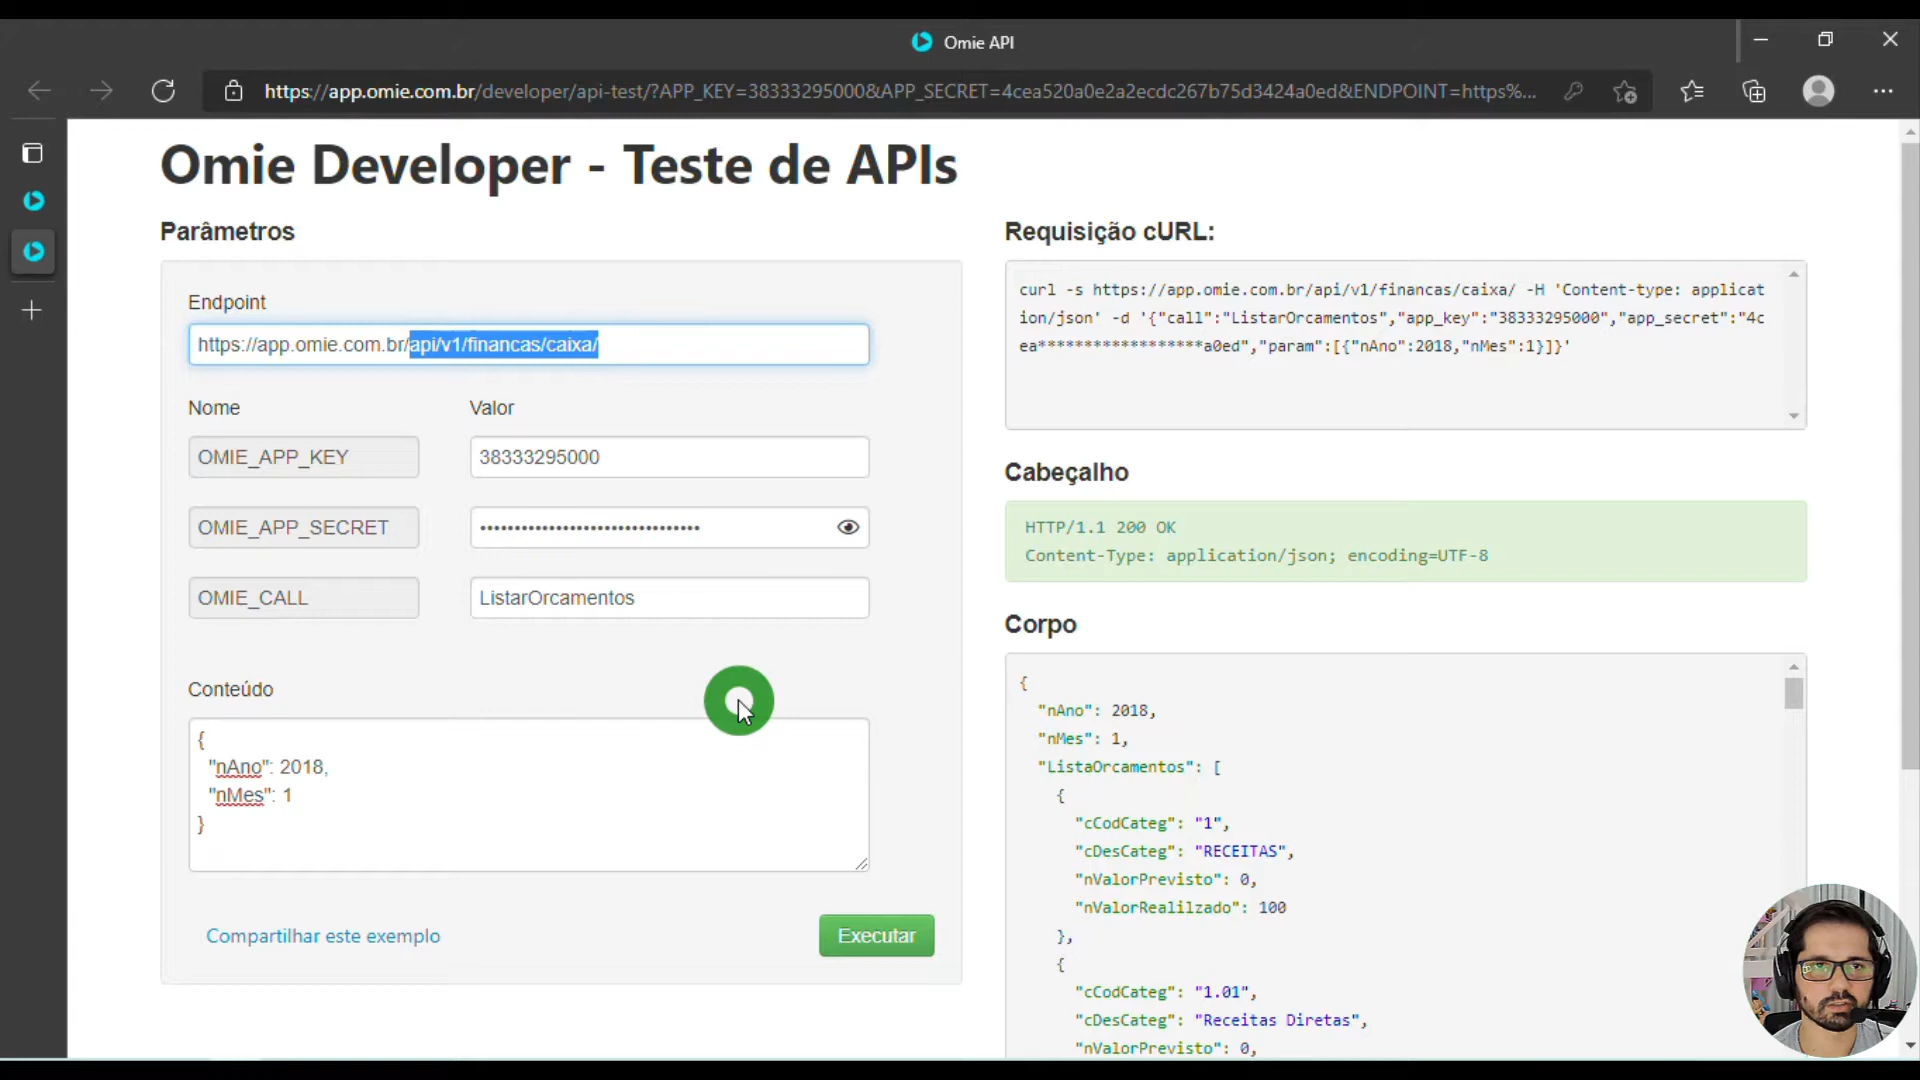 Omie API
https://app.omie.com.br/developer/api-test/?APP_KEY=38333295000&APP_SECRET=4cea520a0e2a2ecdc267b75d3424a0ed&ENDPOINT=https%...
Omie Developer - Teste de APIs
Parâmetros
Endpoint
https://app.omie.com.br/api/v1/financas/caixa/
Nome
Valor
OMIE_APP_KEY
38333295000
OMIE_APP_SECRET
••••••••••••••••••••••••••••••••
OMIE_CALL
ListarOrcamentos
Conteúdo
{
"nAno": 2018,
"nMes": 1
}
Compartilhar este exemplo
Executar
Requisição cURL:
curl -s https://app.omie.com.br/api/v1/financas/caixa/ -H 'Content-type: applicat
ion/json' -d '{"call":"ListarOrcamentos","app_key":"38333295000","app_secret":"4c
ea******************a0ed","param":[{"nAno":2018,"nMes":1}]}'
Cabeçalho
HTTP/1.1 200 OK
Content-Type: application/json; encoding=UTF-8
Corpo
{
"nAno": 2018,
"nMes": 1,
"ListaOrcamentos": [
{
"cCodCateg": "1",
"cDesCateg": "RECEITAS",
"nValorPrevisto": 0,
"nValorRealilzado": 100
},
{
"cCodCateg": "1.01",
"cDesCateg": "Receitas Diretas",
"nValorPrevisto": 0,